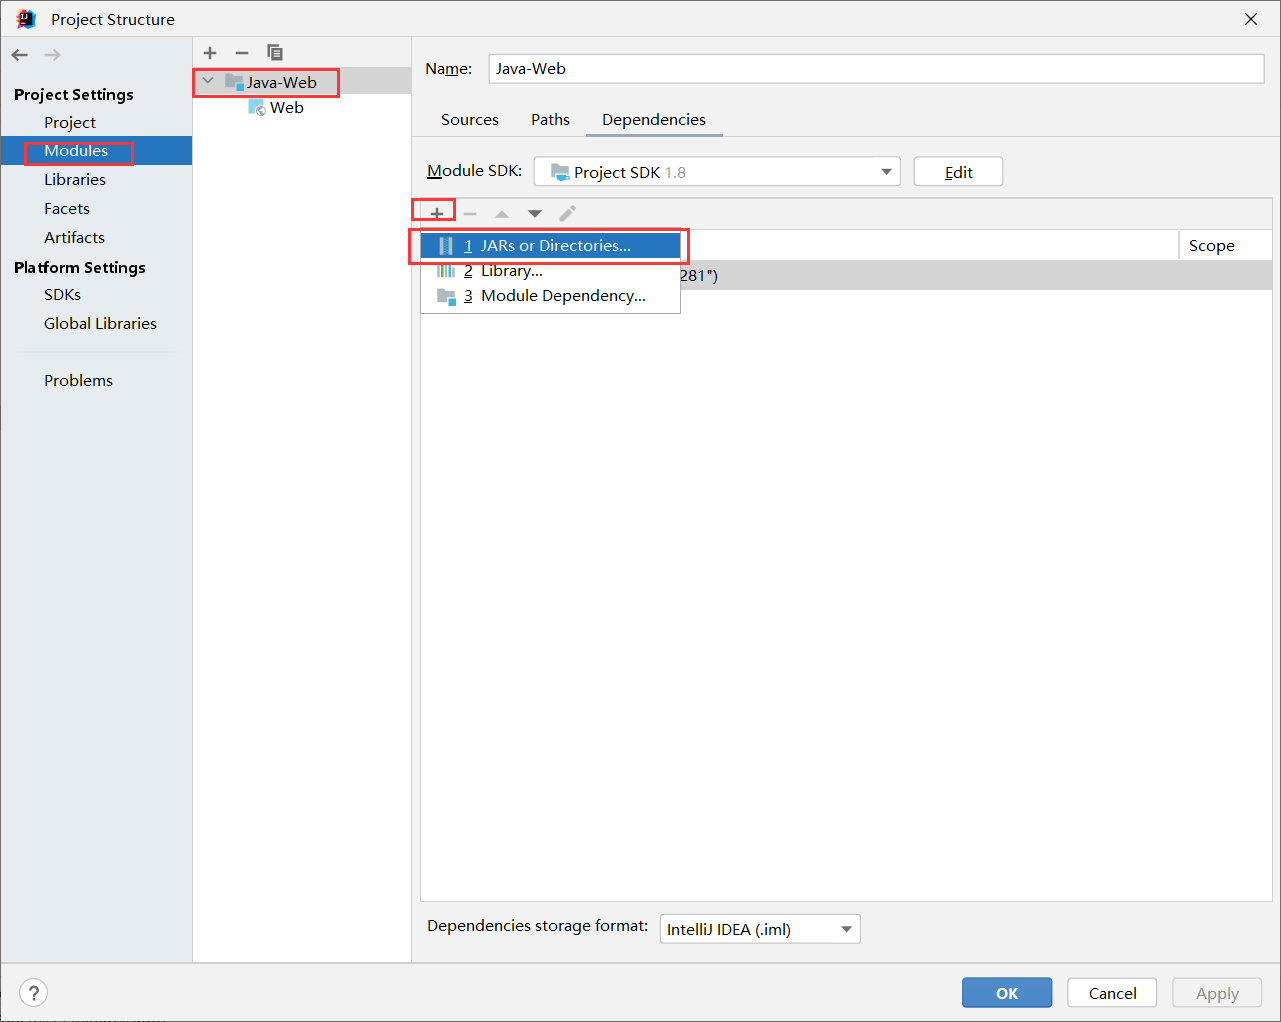 Project Structure
Project Settings
Project
Modules
Libraries
Facets
Artifacts
Platform Settings
SDKs
Global Libraries
Problems
Java-Web
Web
Name: Java-Web
Sources Paths Dependencies
Module SDK: Project SDK 1.8 Edit
Scope
1 JARs or Directories...
2 Library...
3 Module Dependency...
281")
Dependencies storage format: IntelliJ IDEA (.iml)
? OK Cancel Apply